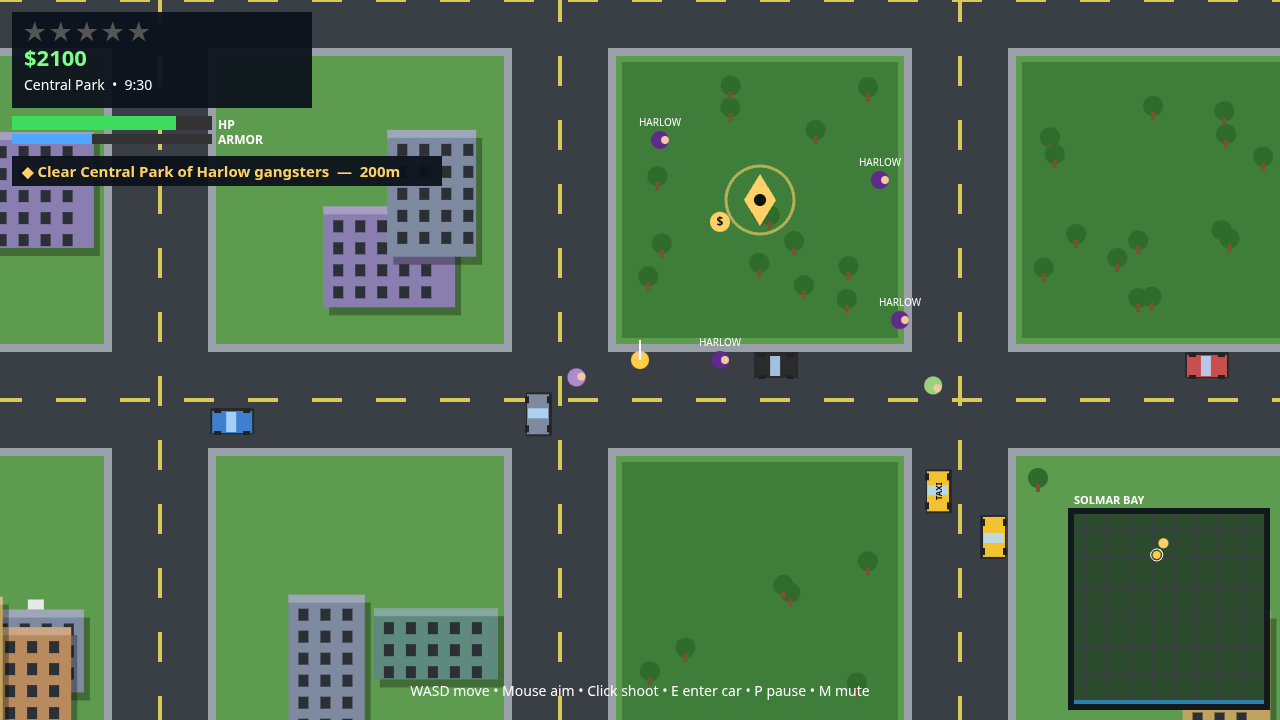 $2100
Central Park • 9:30
HP
ARMOR
◆ Clear Central Park of Harlow gangsters — 200m
HARLOW
HARLOW
$
HARLOW
HARLOW
TAXI
SOLMAR BAY
WASD move • Mouse aim • Click shoot • E enter car • P pause • M mute